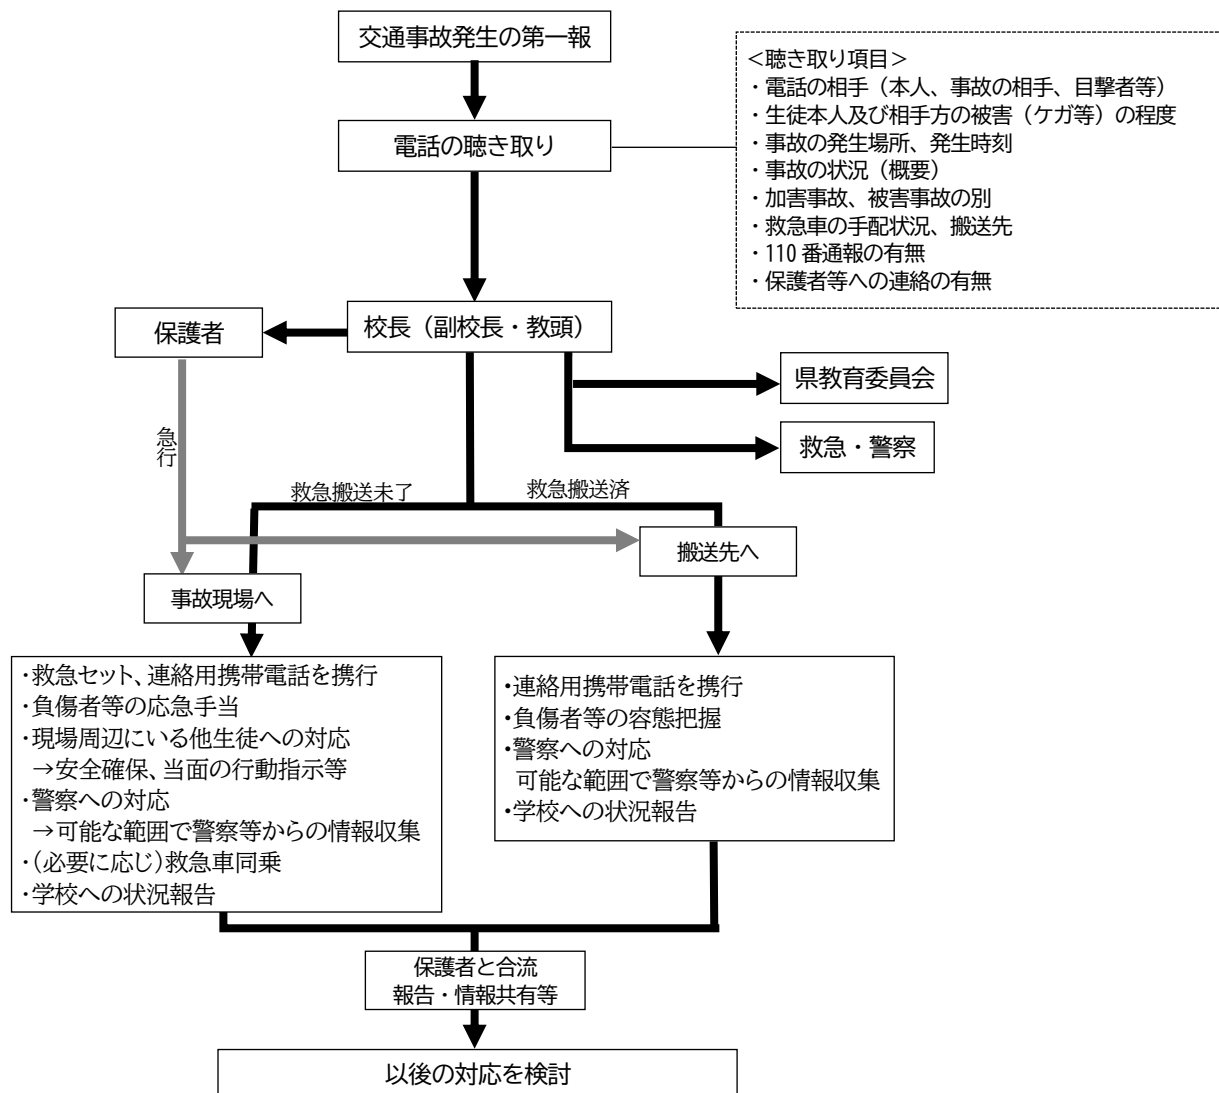 交通事故発生の第一報
電話の聴き取り
＜聴き取り項目＞
・電話の相手（本人、事故の相手、目撃者等）
・生徒本人及び相手方の被害（ケガ等）の程度
・事故の発生場所、発生時刻
・事故の状況（概要）
・加害事故、被害事故の別
・救急車の手配状況、搬送先
・110番通報の有無
・保護者等への連絡の有無
保護者
校長（副校長・教頭）
県教育委員会
救急・警察
急行
救急搬送未了
救急搬送済
搬送先へ
事故現場へ
・救急セット、連絡用携帯電話を携行
・負傷者等の応急手当
・現場周辺にいる他生徒への対応
→安全確保、当面の行動指示等
・警察への対応
→可能な範囲で警察等からの情報収集
・（必要に応じ）救急車同乗
・学校への状況報告
・連絡用携帯電話を携行
・負傷者等の容態把握
・警察への対応
可能な範囲で警察等からの情報収集
・学校への状況報告
保護者と合流
報告・情報共有等
以後の対応を検討